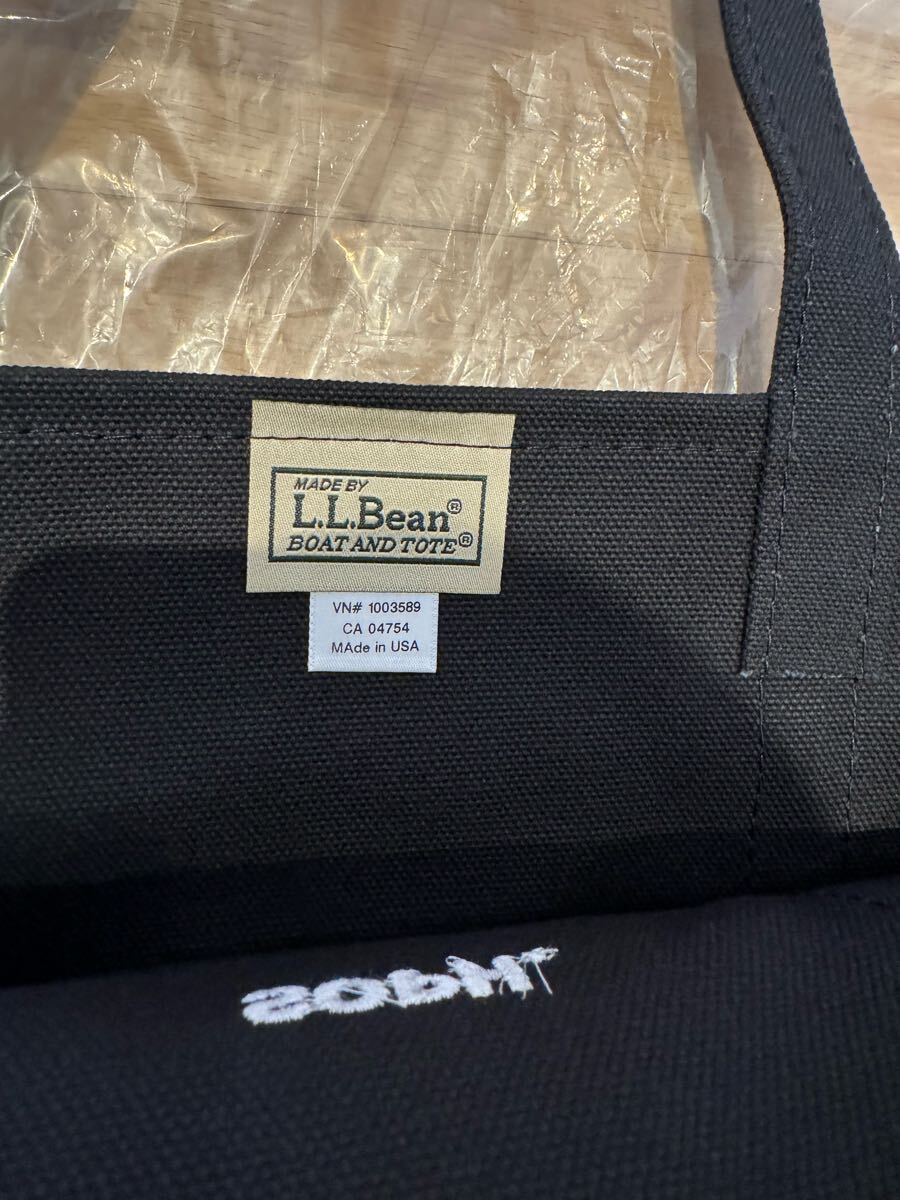 MADE BY
L.L.Bean®
BOAT AND TOTE®
VN# 1003589
CA 04754
MAde in USA